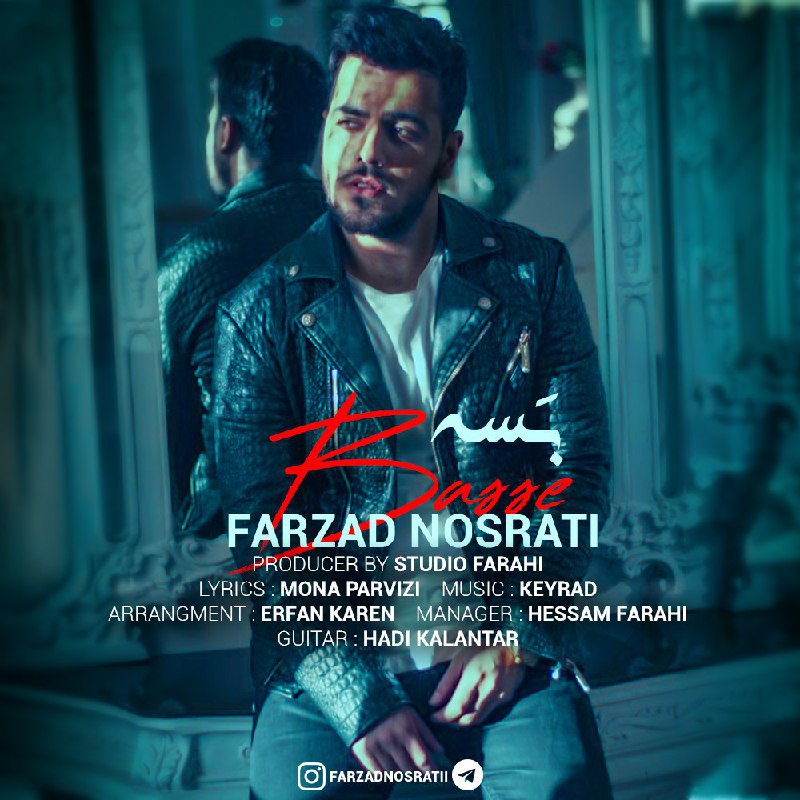 بَسه
Basse
FARZAD NOSRATI
PRODUCER BY STUDIO FARAHI
LYRICS : MONA PARVIZI MUSIC : KEYRAD
ARRANGMENT : ERFAN KAREN MANAGER : HESSAM FARAHI
GUITAR : HADI KALANTAR
FARZADNOSRATII